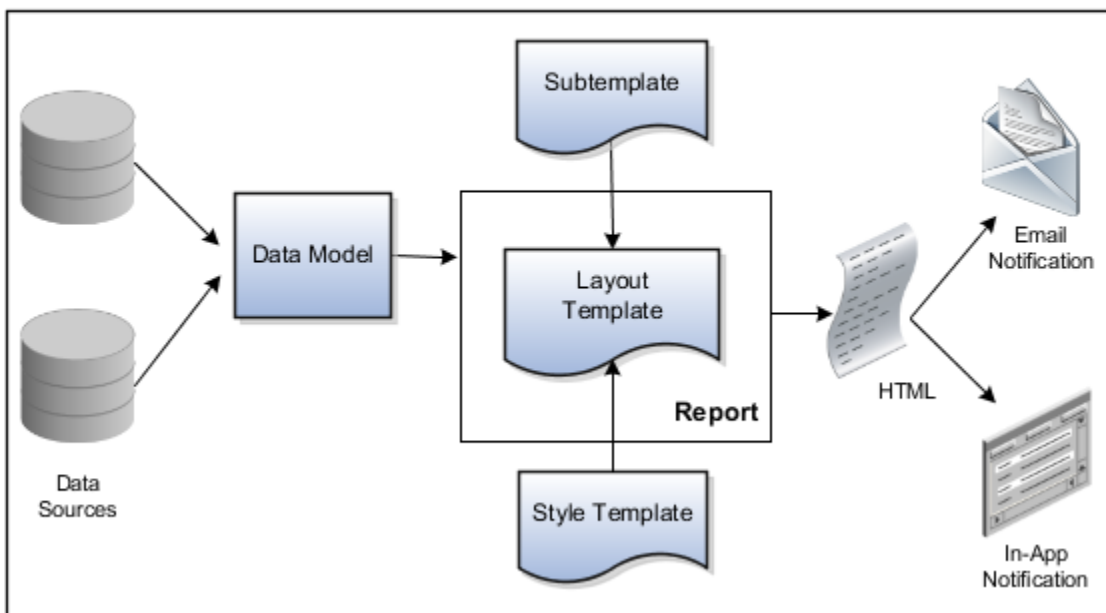 Subtemplate
Data Model
Layout
Template
Report
Style Template
Data
Sources
HTML
Email
Notification
In-App
Notification